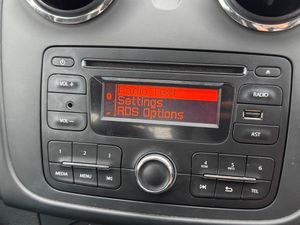 Radio Text
Settings
RDS Options
VOL +
VOL −
RADIO
AST
1
2
3
MEDIA
MENU
4
5
6
TEL